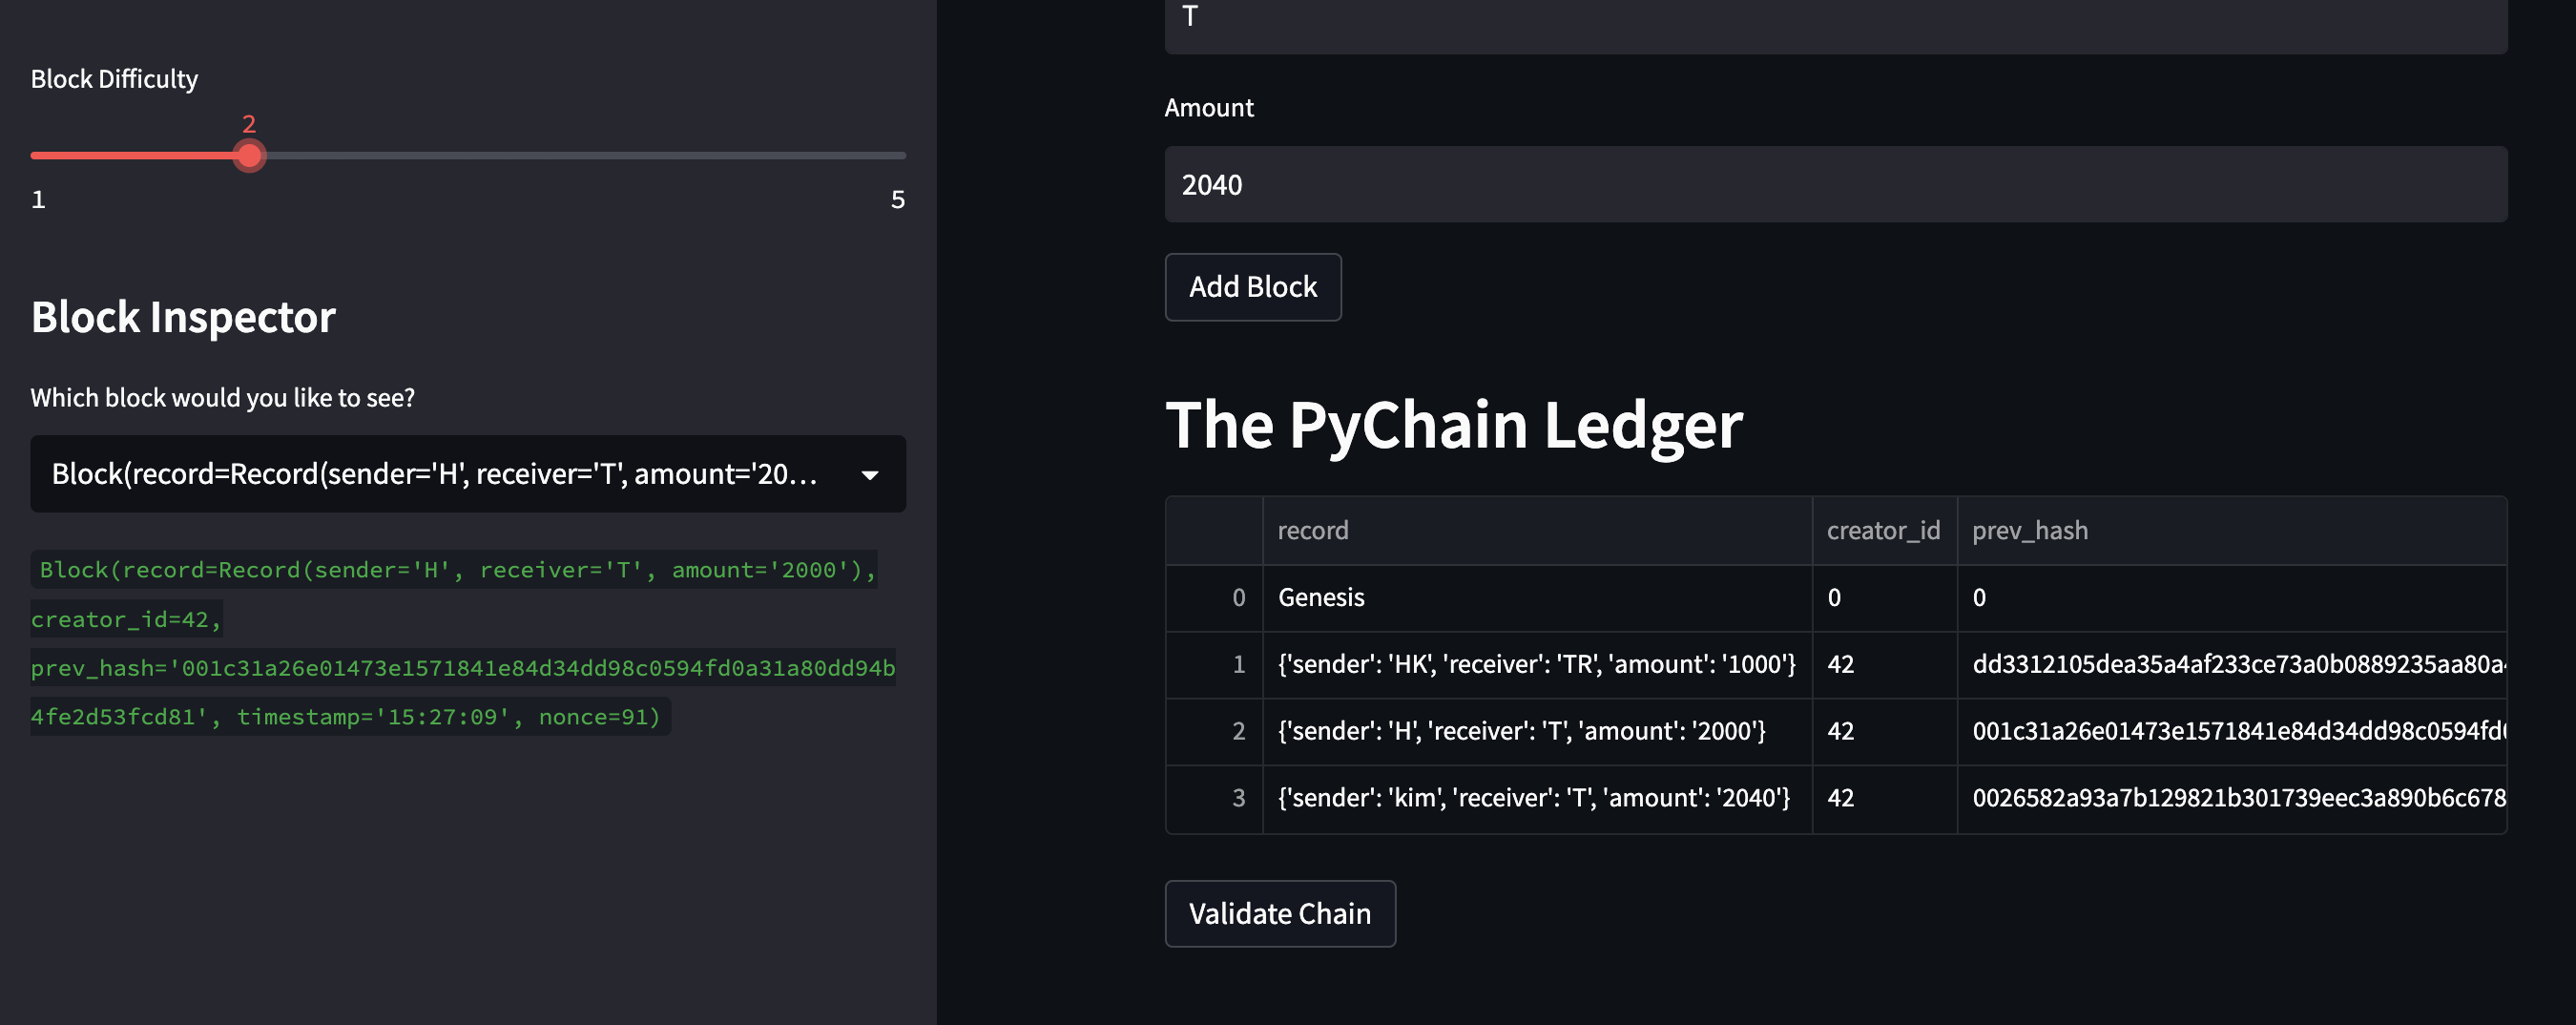 Block Difficulty
2
1
5
Block Inspector
Which block would you like to see?
Block(record=Record(sender='H', receiver='T', amount='20...
Block(record=Record(sender='H', receiver='T', amount='2000'),
creator_id=42,
prev_hash='001c31a26e01473e1571841e84d34dd98c0594fd0a31a80dd94b
4fe2d53fcd81', timestamp='15:27:09', nonce=91)
T
Amount
2040
Add Block
The PyChain Ledger
record creator_id prev_hash
0 Genesis 0 0
1 {'sender': 'HK', 'receiver': 'TR', 'amount': '1000'} 42 dd3312105dea35a4af233ce73a0b0889235aa80a
2 {'sender': 'H', 'receiver': 'T', 'amount': '2000'} 42 001c31a26e01473e1571841e84d34dd98c0594fd
3 {'sender': 'kim', 'receiver': 'T', 'amount': '2040'} 42 0026582a93a7b129821b301739eec3a890b6c678
Validate Chain